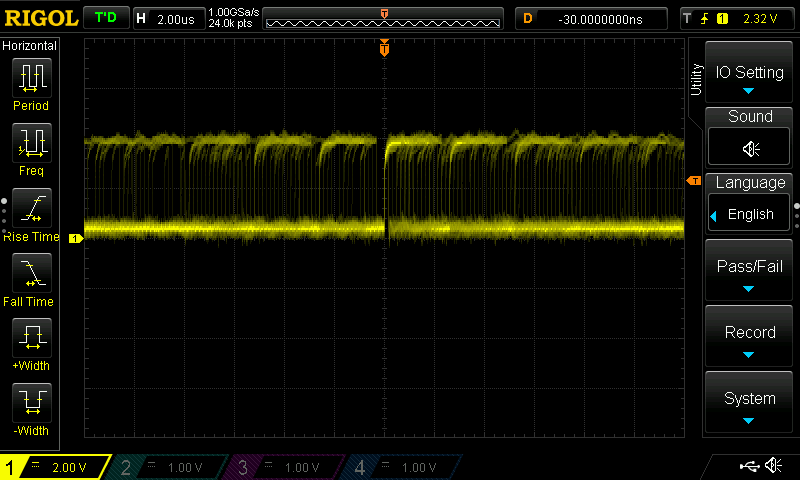 RIGOL T'D H 2.00us 1.00GSa/s 24.0k pts T D -30.0000000ns T 1 2.32 V
Horizontal
Period
Freq
Rise Time
Fall Time
+Width
-Width
T
T
1
Utility
IO Setting
Sound
Language
English
Pass/Fail
Record
System
1 2.00 V 2 1.00 V 3 1.00 V 4 1.00 V